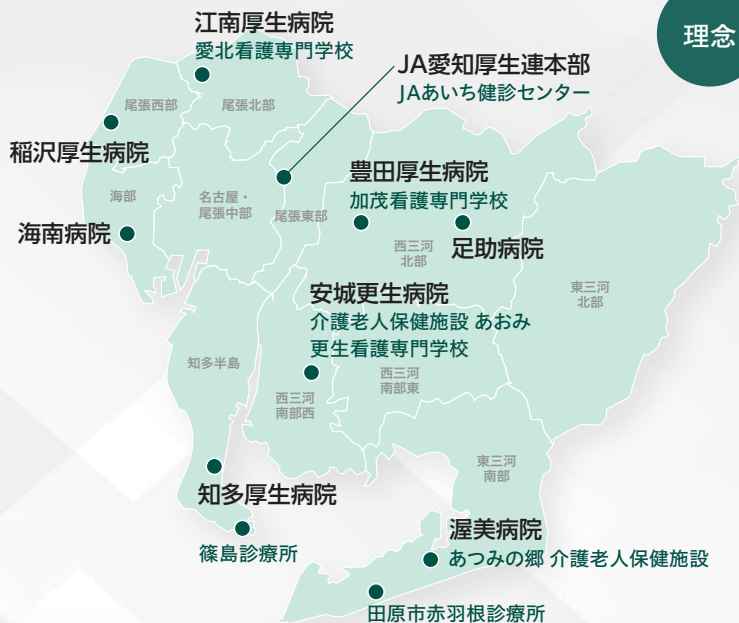 理念
江南厚生病院
愛北看護専門学校
JA愛知厚生連本部
JAあいち健診センター
尾張西部
尾張北部
稲沢厚生病院
豊田厚生病院
加茂看護専門学校
海部
名古屋・
尾張中部
尾張東部
海南病院
西三河
北部
足助病院
東三河
北部
安城更生病院
介護老人保健施設 あおみ
更生看護専門学校
知多半島
西三河
南部西
西三河
南部東
東三河
南部
知多厚生病院
篠島診療所
渥美病院
あつみの郷 介護老人保健施設
田原市赤羽根診療所